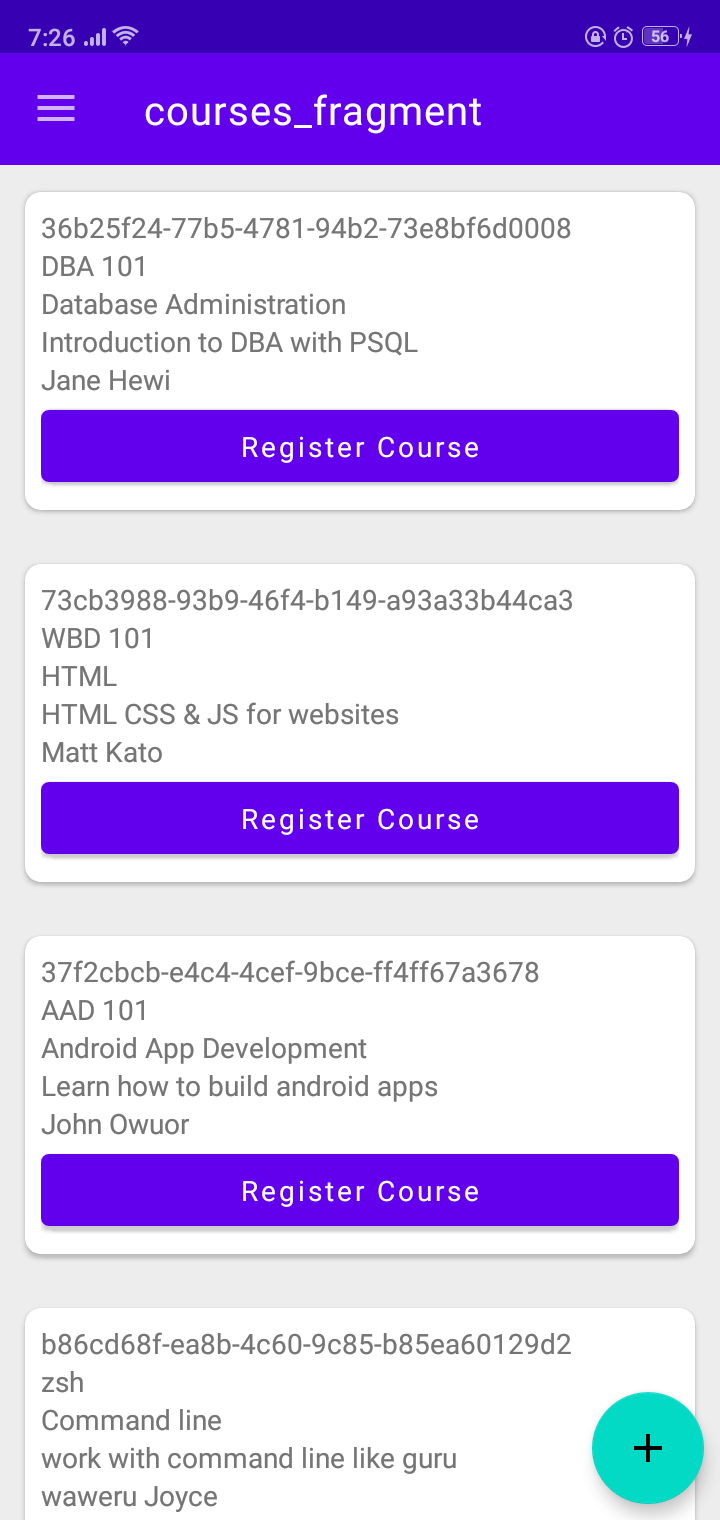 7:26
56
courses_fragment
36b25f24-77b5-4781-94b2-73e8bf6d0008
DBA 101
Database Administration
Introduction to DBA with PSQL
Jane Hewi
Register Course
73cb3988-93b9-46f4-b149-a93a33b44ca3
WBD 101
HTML
HTML CSS & JS for websites
Matt Kato
Register Course
37f2cbcb-e4c4-4cef-9bce-ff4ff67a3678
AAD 101
Android App Development
Learn how to build android apps
John Owuor
Register Course
b86cd68f-ea8b-4c60-9c85-b85ea60129d2
zsh
Command line
work with command line like guru
waweru Joyce